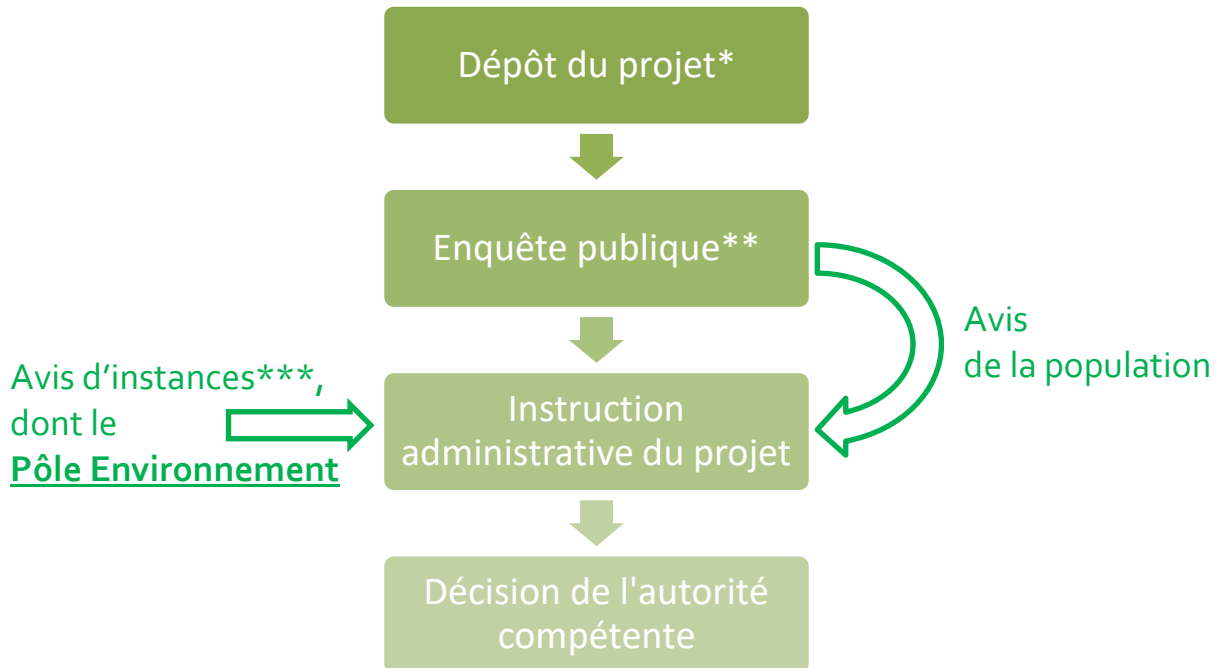 Dépôt du projet*
Enquête publique**
Avis
de la population
Avis d'instances***,
dont le
Pôle Environnement
Instruction
administrative du projet
Décision de l'autorité
compétente